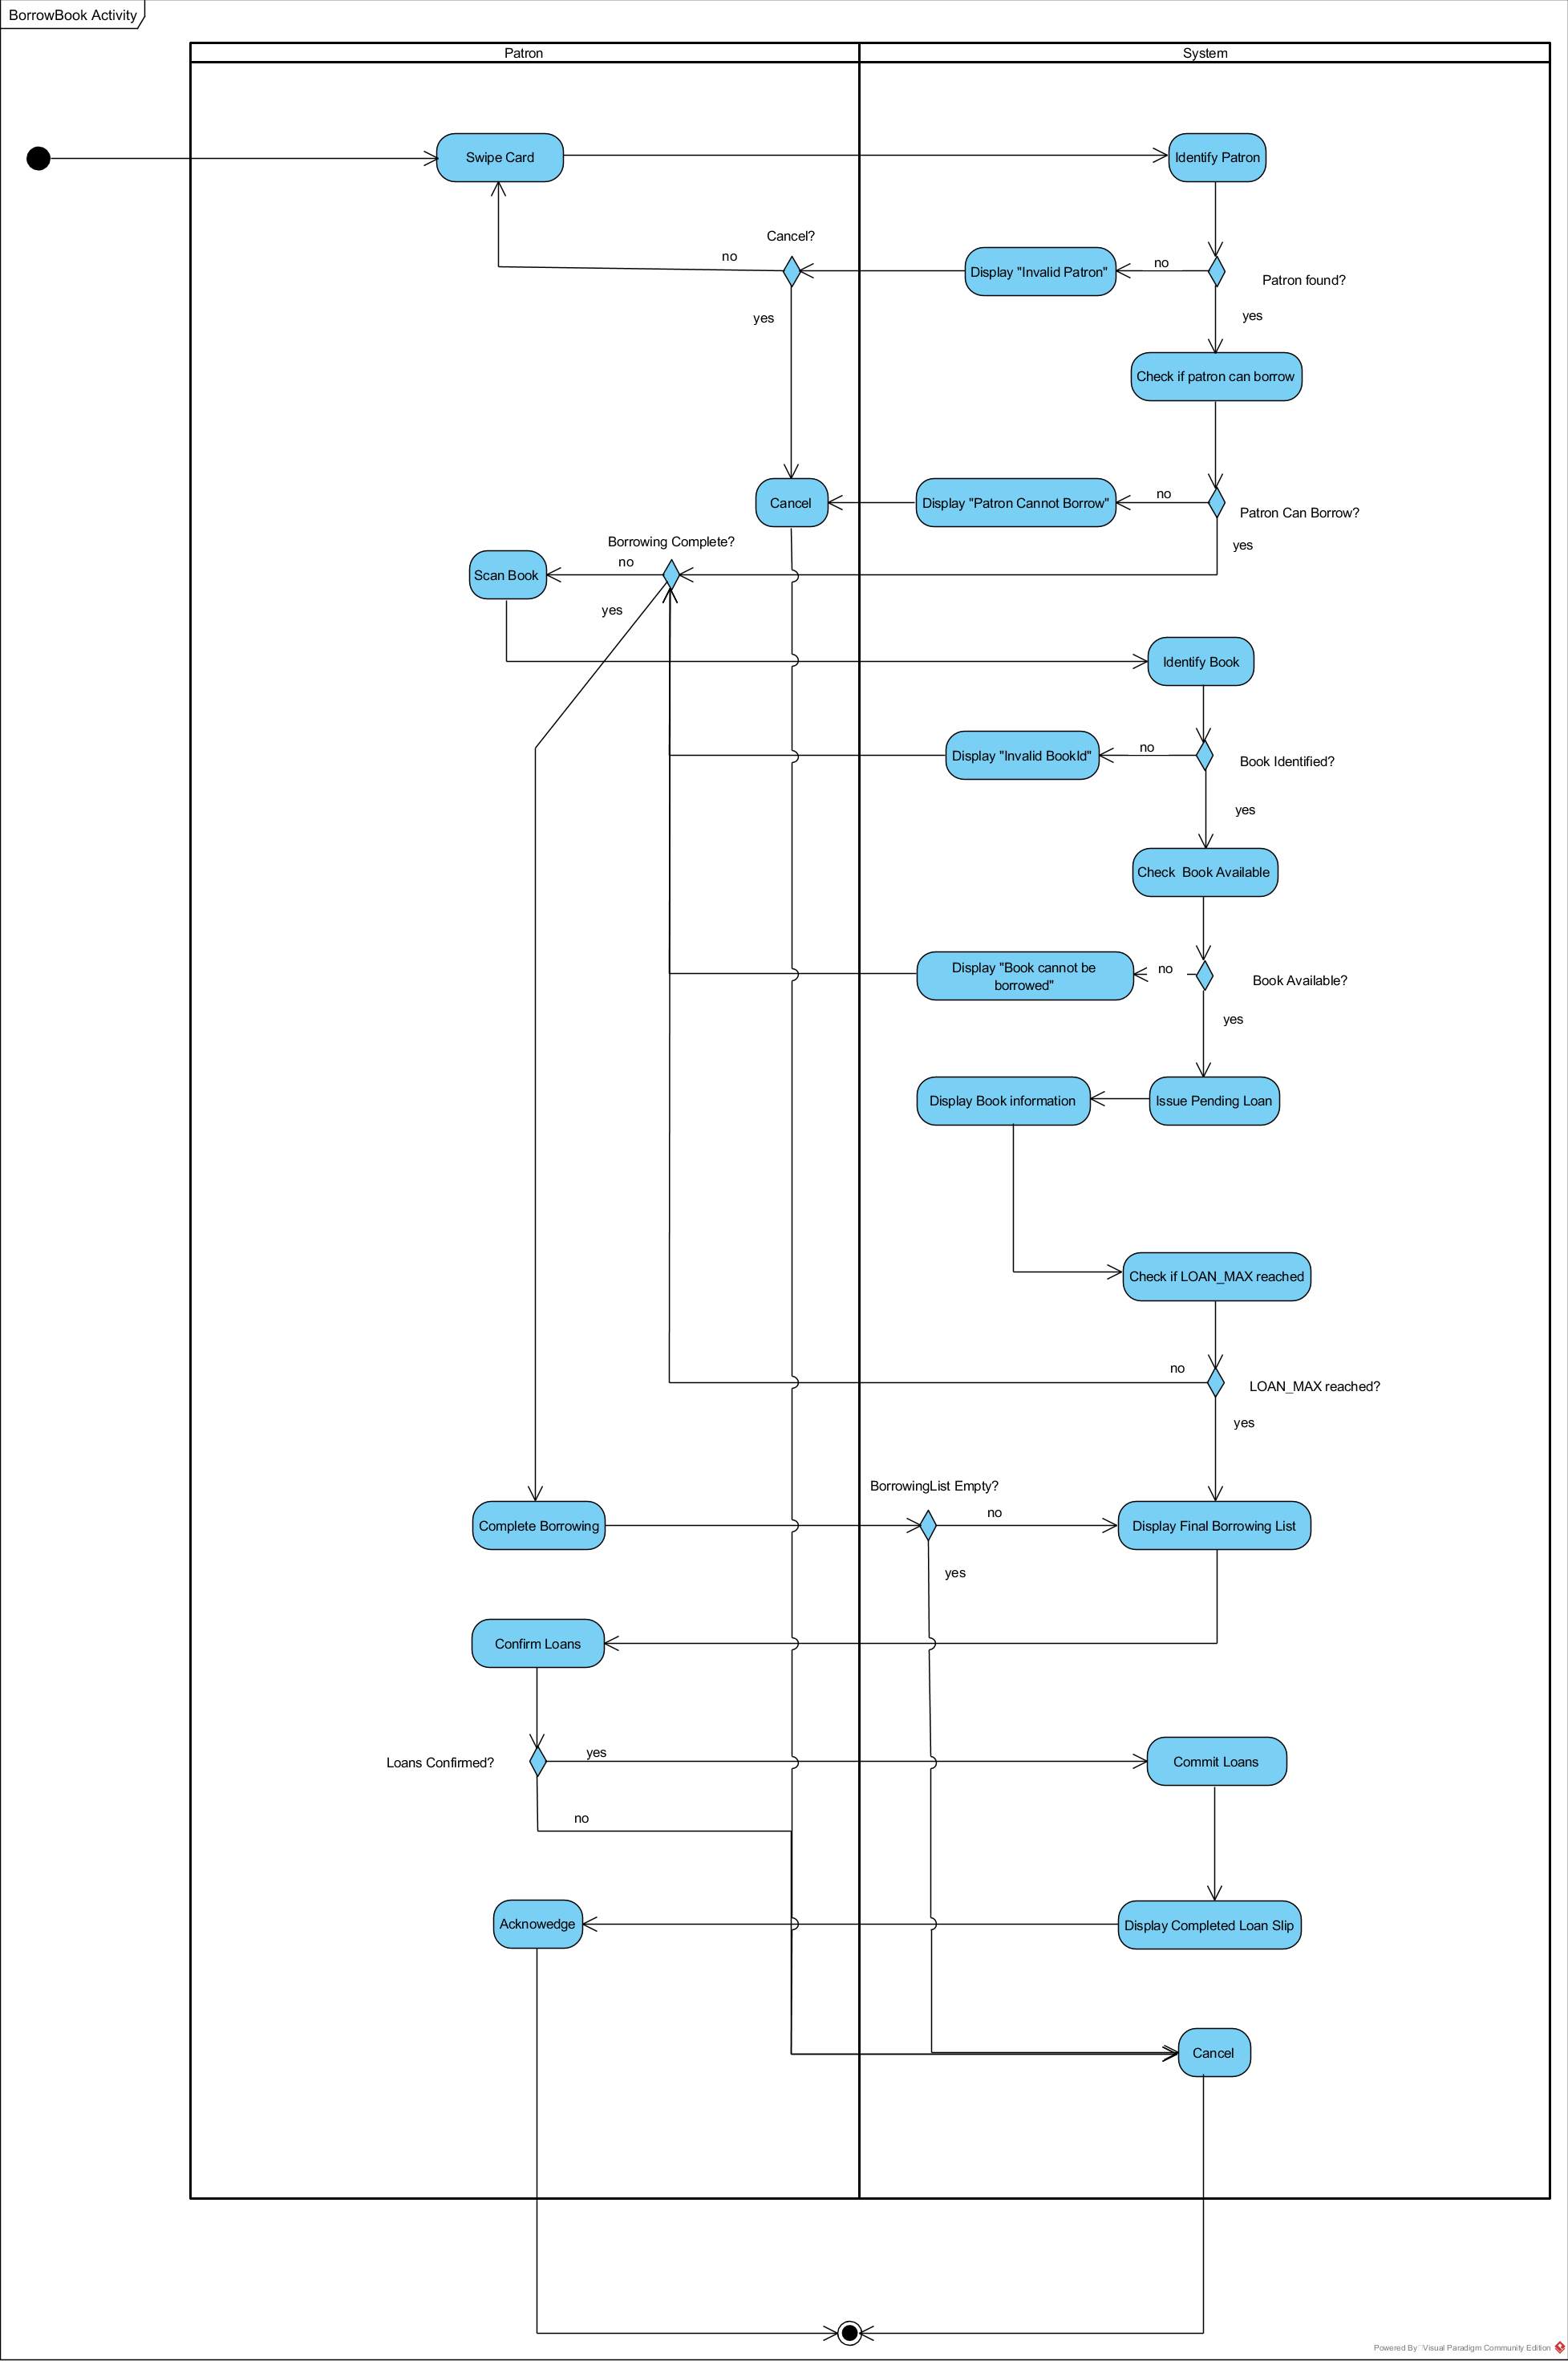 BorrowBook Activity
Patron
System
Swipe Card
Identify Patron
Cancel?
no
Display "Invalid Patron"
no
Patron found?
yes
yes
Check if patron can borrow
Cancel
Display "Patron Cannot Borrow"
no
Patron Can Borrow?
yes
Borrowing Complete?
no
Scan Book
yes
Identify Book
Display "Invalid BookId"
no
Book Identified?
yes
Check Book Available
Display "Book cannot be
borrowed"
no
Book Available?
yes
Display Book information
Issue Pending Loan
Check if LOAN_MAX reached
no
LOAN_MAX reached?
yes
BorrowingList Empty?
Complete Borrowing
no
Display Final Borrowing List
yes
Confirm Loans
Loans Confirmed?
yes
Commit Loans
no
Acknowedge
Display Completed Loan Slip
Cancel
Powered By Visual Paradigm Community Edition